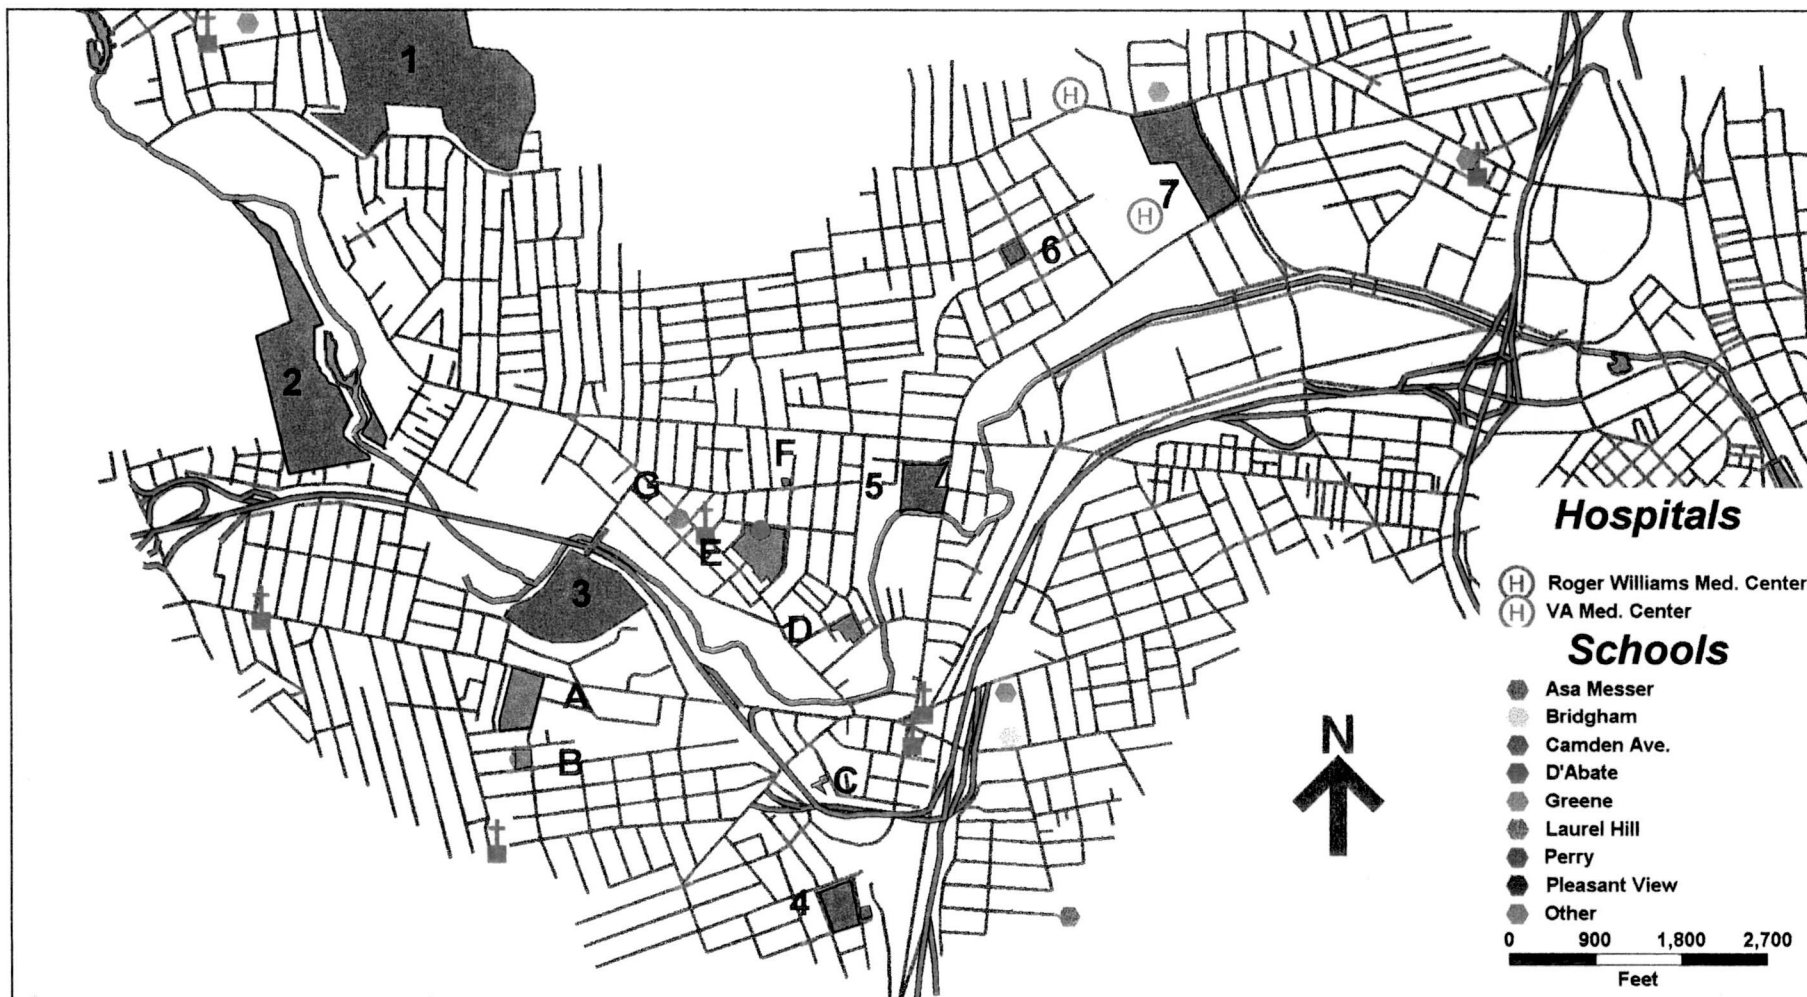 1
H
7
H
6
2
F
5
G
E
3
D
A
B
C
4
N
Hospitals
H Roger Williams Med. Center
H VA Med. Center
Schools
Asa Messer
Bridgham
Camden Ave.
D'Abate
Greene
Laurel Hill
Perry
Pleasant View
Other
0 900 1,800 2,700
Feet